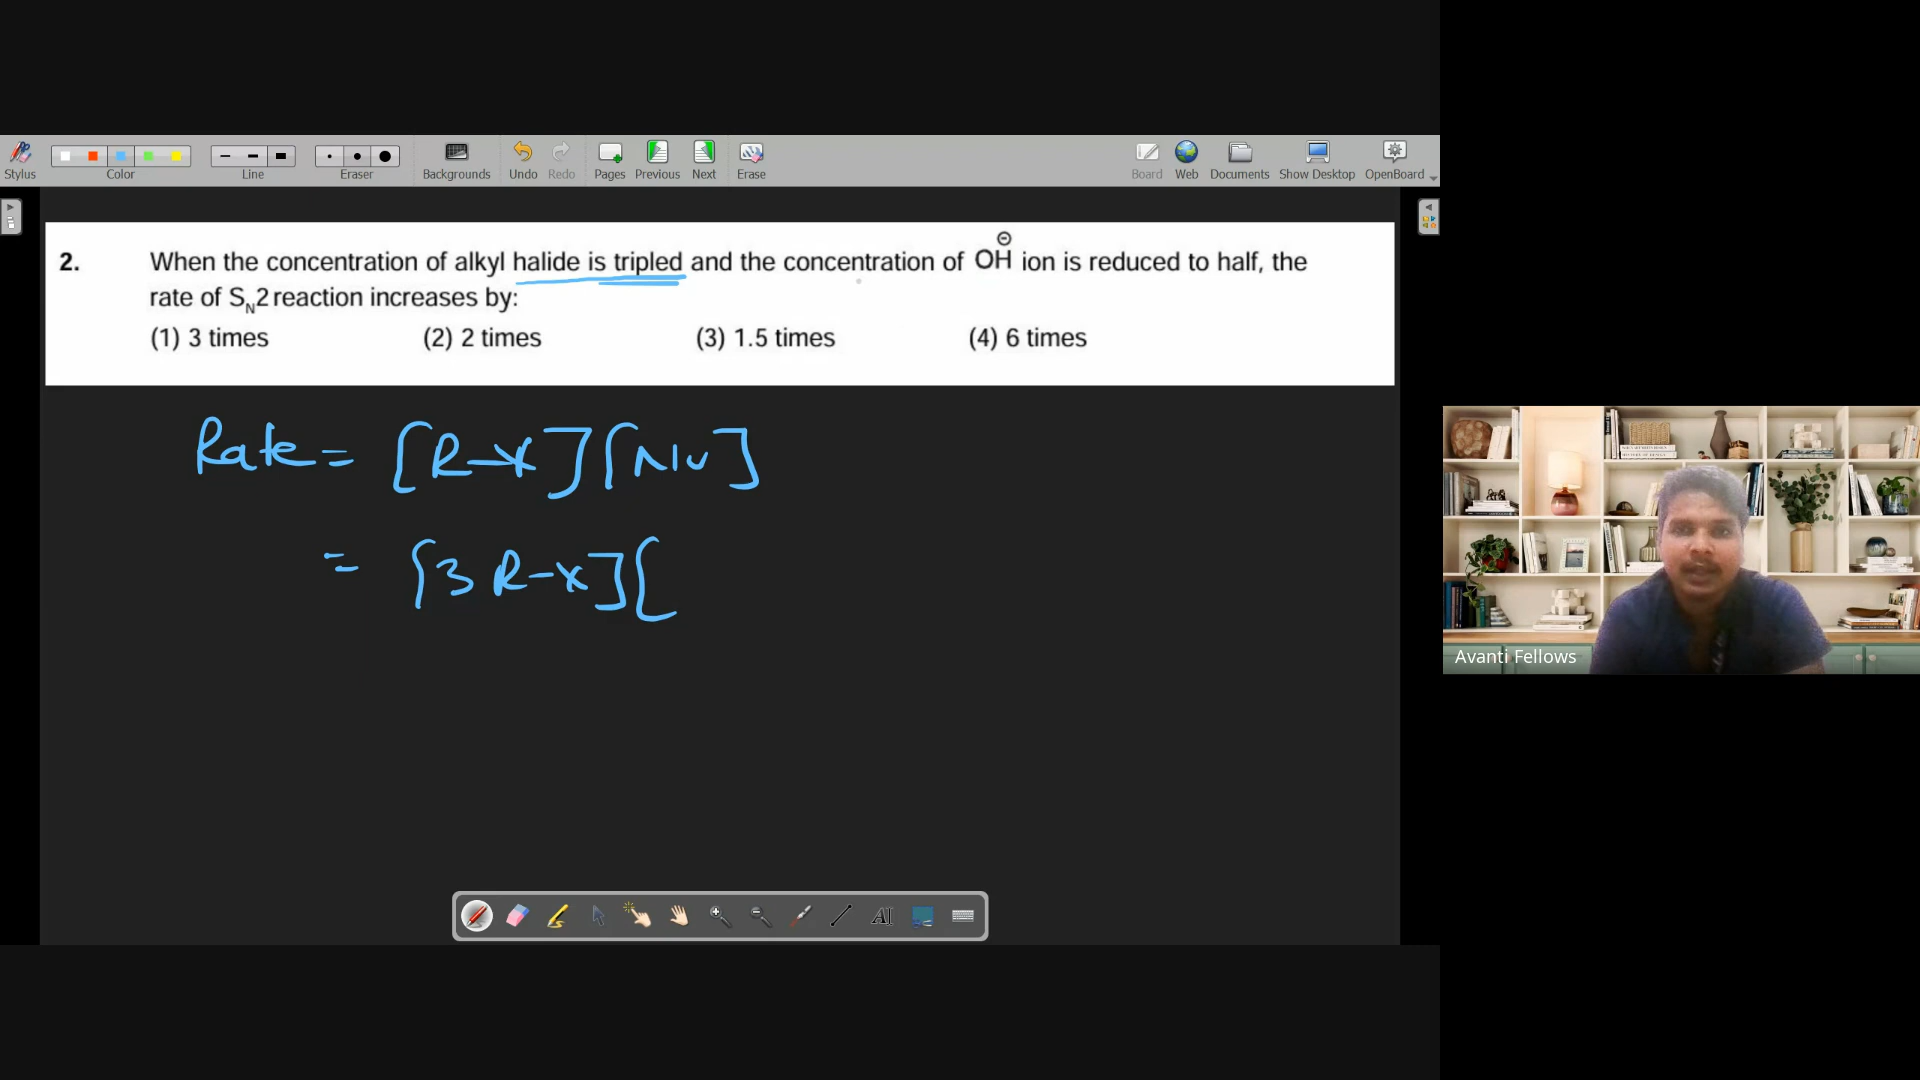 Stylus Color Line Eraser Backgrounds Undo Redo Pages Previous Next Erase Board Web Documents Show Desktop OpenBoard
2. When the concentration of alkyl halide is tripled and the concentration of OH⊖ ion is reduced to half, the
rate of SN2 reaction increases by:
(1) 3 times (2) 2 times (3) 1.5 times (4) 6 times
Rate = [R-X][Nu]
= [3 R-X][
Avanti Fellows